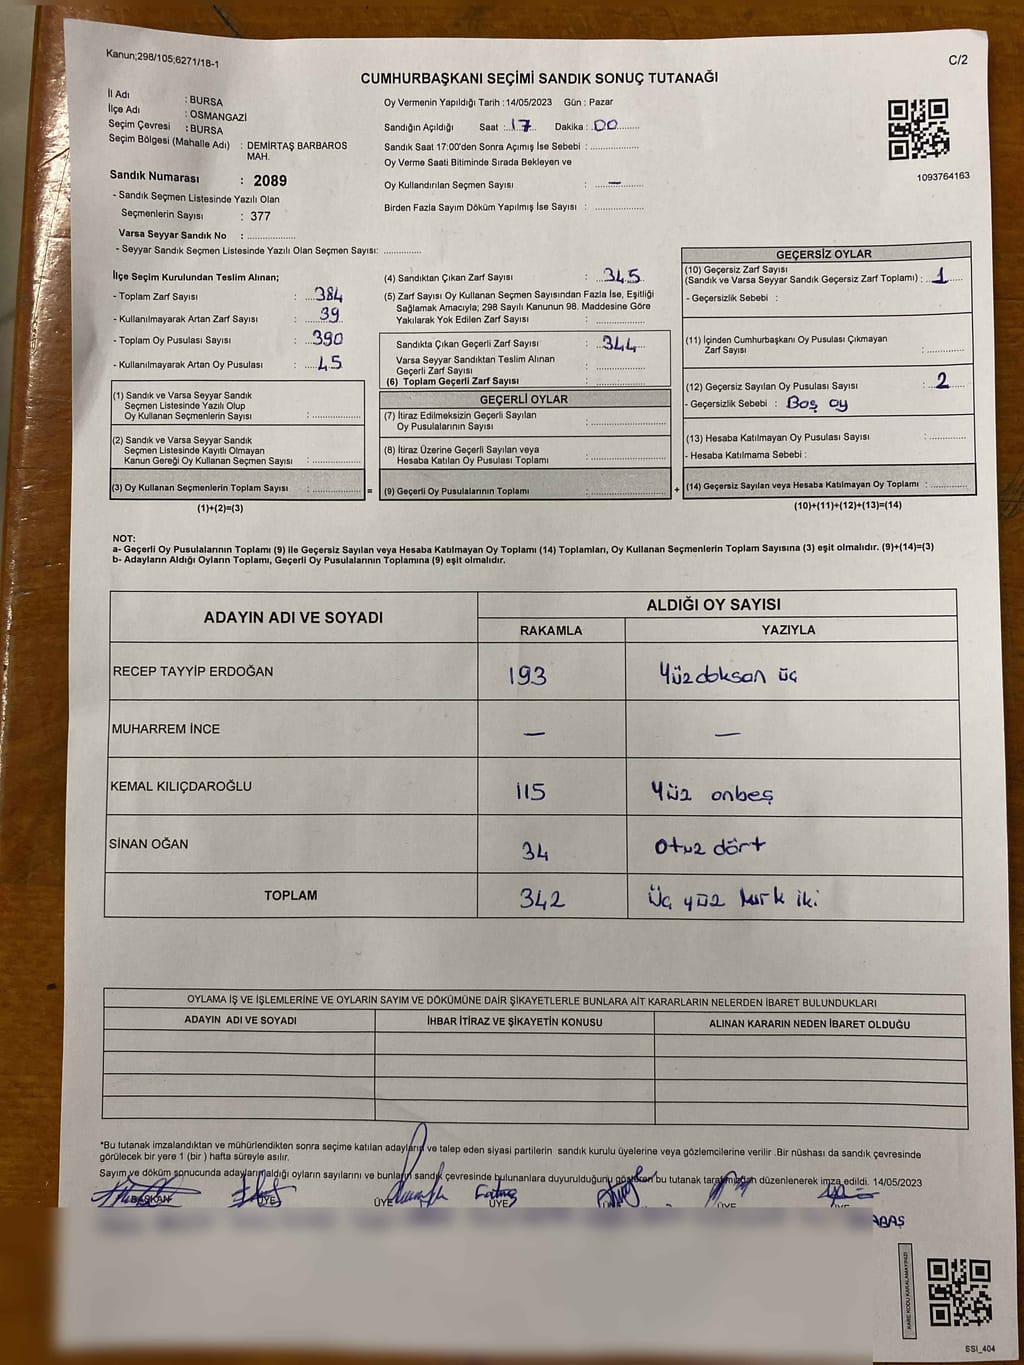 Kanun;298/105;6271/18-1
C/2
CUMHURBAŞKANI SEÇİMİ SANDIK SONUÇ TUTANAĞI
İl Adı : BURSA
İlçe Adı : OSMANGAZİ
Seçim Çevresi : BURSA
Seçim Bölgesi (Mahalle Adı) : DEMİRTAŞ BARBAROS
MAH.
Sandık Numarası : 2089
- Sandık Seçmen Listesinde Yazılı Olan
Seçmenlerin Sayısı : 377
Varsa Seyyar Sandık No : ................
- Seyyar Sandık Seçmen Listesinde Yazılı Olan Seçmen Sayısı: ............
Oy Vermenin Yapıldığı Tarih :14/05/2023 Gün : Pazar
Sandığın Açıldığı Saat : 17 Dakika : 00
Sandık Saat 17:00'den Sonra Açımış İse Sebebi : ................
Oy Verme Saati Bitiminde Sırada Bekleyen ve
Oy Kullandırılan Seçmen Sayısı : —
Birden Fazla Sayım Döküm Yapılmış İse Sayısı : ................
1093764163
İlçe Seçim Kurulundan Teslim Alınan;
- Toplam Zarf Sayısı : 384
- Kullanılmayarak Artan Zarf Sayısı : 39
- Toplam Oy Pusulası Sayısı : 390
- Kullanılmayarak Artan Oy Pusulası : 45
(1) Sandık ve Varsa Seyyar Sandık
Seçmen Listesinde Yazılı Olup
Oy Kullanan Seçmenlerin Sayısı : ................
(2) Sandık ve Varsa Seyyar Sandık
Seçmen Listesinde Kayıtlı Olmayan
Kanun Gereği Oy Kullanan Seçmen Sayısı : ................
(3) Oy Kullanan Seçmenlerin Toplam Sayısı : ................
(1)+(2)=(3)
=
(4) Sandıktan Çıkan Zarf Sayısı : 345
(5) Zarf Sayısı Oy Kullanan Seçmen Sayısından Fazla İse, Eşitliği
Sağlamak Amacıyla; 298 Sayılı Kanunun 98. Maddesine Göre
Yakılarak Yok Edilen Zarf Sayısı : ................
Sandıkta Çıkan Geçerli Zarf Sayısı : 344
Varsa Seyyar Sandıktan Teslim Alınan
Geçerli Zarf Sayısı : ................
(6) Toplam Geçerli Zarf Sayısı : ................
GEÇERLİ OYLAR
(7) İtiraz Edilmeksizin Geçerli Sayılan
Oy Pusulalarının Sayısı : ................
(8) İtiraz Üzerine Geçerli Sayılan veya
Hesaba Katılan Oy Pusulası Toplamı : ................
(9) Geçerli Oy Pusulalarının Toplamı : ................
+
GEÇERSİZ OYLAR
(10) Geçersiz Zarf Sayısı
(Sandık ve Varsa Seyyar Sandık Geçersiz Zarf Toplamı) : 1
- Geçersizlik Sebebi :
(11) İçinden Cumhurbaşkanı Oy Pusulası Çıkmayan
Zarf Sayısı : ............
(12) Geçersiz Sayılan Oy Pusulası Sayısı : 2
- Geçersizlik Sebebi : Boş oy
(13) Hesaba Katılmayan Oy Pusulası Sayısı : ............
- Hesaba Katılmama Sebebi :
(14) Geçersiz Sayılan veya Hesaba Katılmayan Oy Toplamı : ............
(10)+(11)+(12)+(13)=(14)
NOT:
a- Geçerli Oy Pusulalarının Toplamı (9) ile Geçersiz Sayılan veya Hesaba Katılmayan Oy Toplamı (14) Toplamları, Oy Kullanan Seçmenlerin Toplam Sayısına (3) eşit olmalıdır. (9)+(14)=(3)
b- Adayların Aldığı Oyların Toplamı, Geçerli Oy Pusulalarının Toplamına (9) eşit olmalıdır.
ADAYIN ADI VE SOYADI ALDIĞI OY SAYISI
RAKAMLA YAZIYLA
RECEP TAYYİP ERDOĞAN 193 Yüzdoksan üç
MUHARREM İNCE — —
KEMAL KILIÇDAROĞLU 115 Yüz onbeş
SİNAN OĞAN 34 Otuz dört
TOPLAM 342 Üç yüz kırk iki
OYLAMA İŞ VE İŞLEMLERİNE VE OYLARIN SAYIM VE DÖKÜMÜNE DAİR ŞİKAYETLERLE BUNLARA AİT KARARLARIN NELERDEN İBARET BULUNDUKLARI
ADAYIN ADI VE SOYADI İHBAR İTİRAZ VE ŞİKAYETİN KONUSU ALINAN KARARIN NEDEN İBARET OLDUĞU
*Bu tutanak imzalandıktan ve mühürlendikten sonra seçime katılan adayların ve talep eden siyasi partilerin sandık kurulu üyelerine veya gözlemcilerine verilir .Bir nüshası da sandık çevresinde
görülecek bir yere 1 (bir ) hafta süreyle asılır.
Sayım ve döküm sonucunda adayların aldığı oyların sayılarını ve bunların sandık çevresinde bulunanlara duyurulduğunu gösteren bu tutanak tarafımızdan düzenlenerek imza edildi. 14/05/2023
BAŞKAN ÜYE ÜYE ÜYE ÜYE ÜYE ÜYE
ABAŞ
KARE KODU KARALAMAYINIZ!
SSI_404